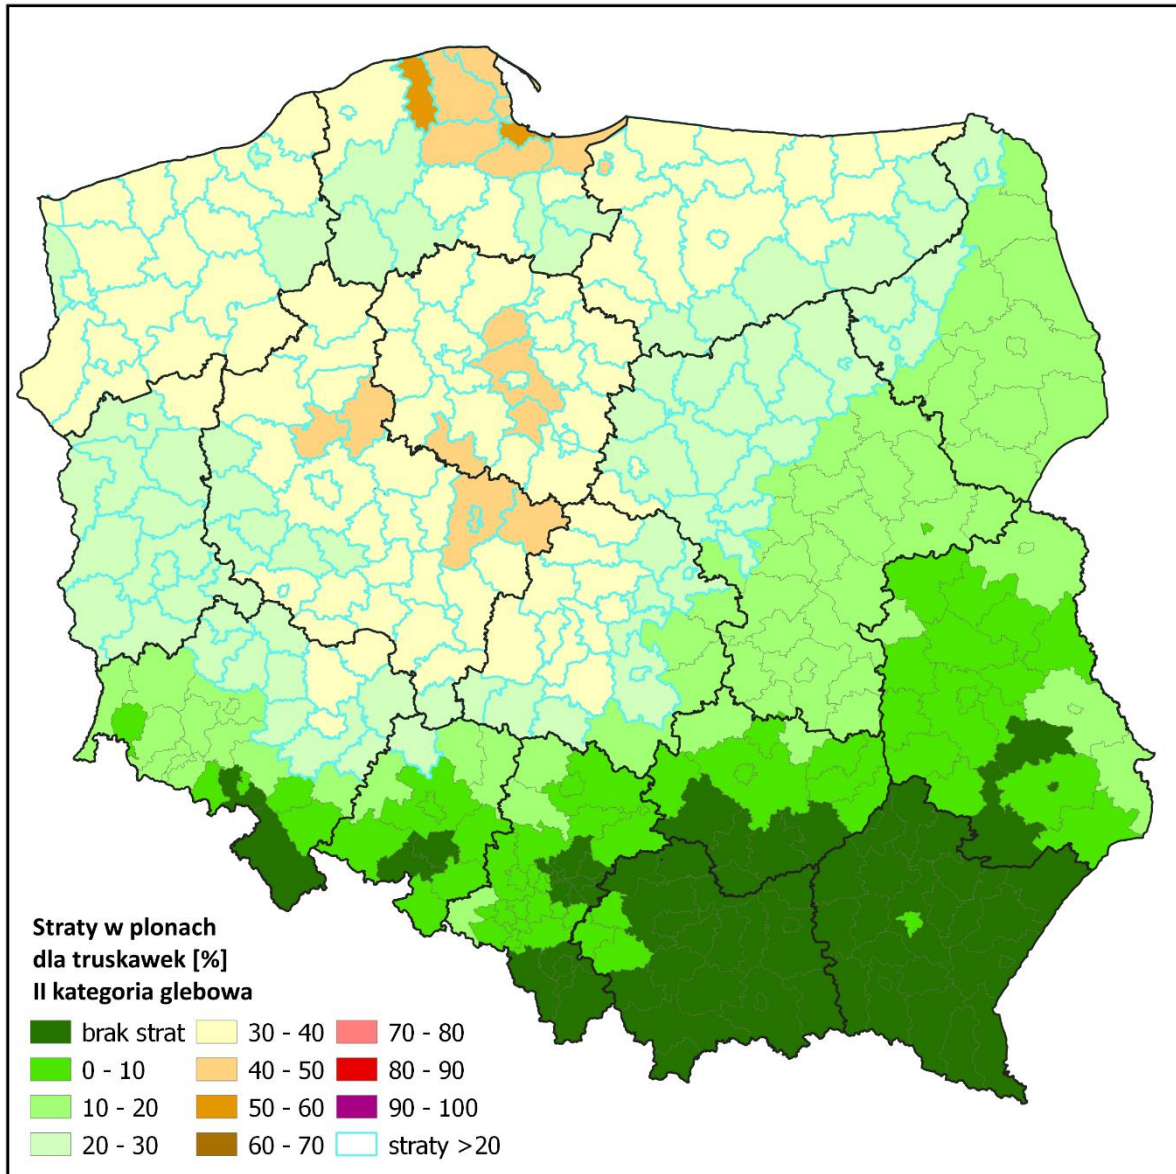 Straty w plonach
dla truskawek [%]
II kategoria glebowa
brak strat
0 - 10
10 - 20
20 - 30
30 - 40
40 - 50
50 - 60
60 - 70
70 - 80
80 - 90
90 - 100
straty >20